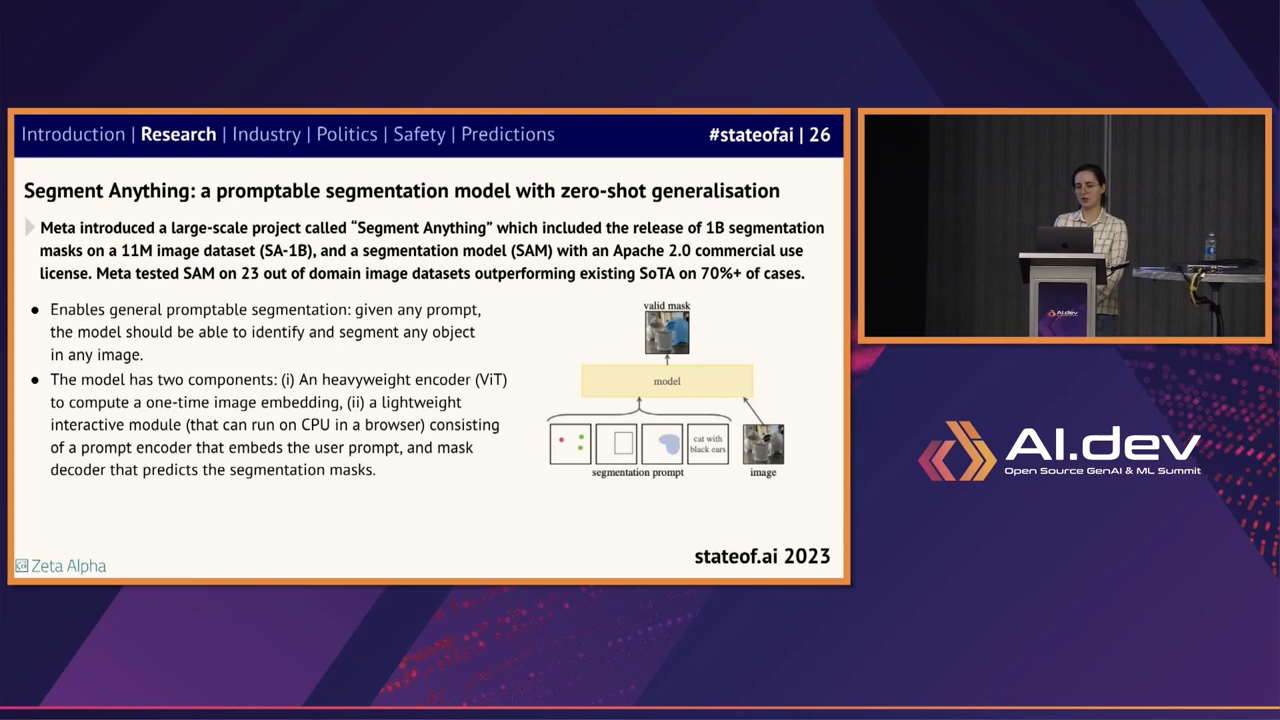 Introduction | Research | Industry | Politics | Safety | Predictions
#stateofai | 26
Segment Anything: a promptable segmentation model with zero-shot generalisation
Meta introduced a large-scale project called “Segment Anything” which included the release of 1B segmentation
masks on a 11M image dataset (SA-1B), and a segmentation model (SAM) with an Apache 2.0 commercial use
license. Meta tested SAM on 23 out of domain image datasets outperforming existing SoTA on 70%+ of cases.
● Enables general promptable segmentation: given any prompt,
the model should be able to identify and segment any object
in any image.
● The model has two components: (i) An heavyweight encoder (ViT)
to compute a one-time image embedding, (ii) a lightweight
interactive module (that can run on CPU in a browser) consisting
of a prompt encoder that embeds the user prompt, and mask
decoder that predicts the segmentation masks.
valid mask
model
cat with
black ears
segmentation prompt
image
Zeta Alpha
stateof.ai 2023
AI.dev
AI.dev
Open Source GenAI & ML Summit